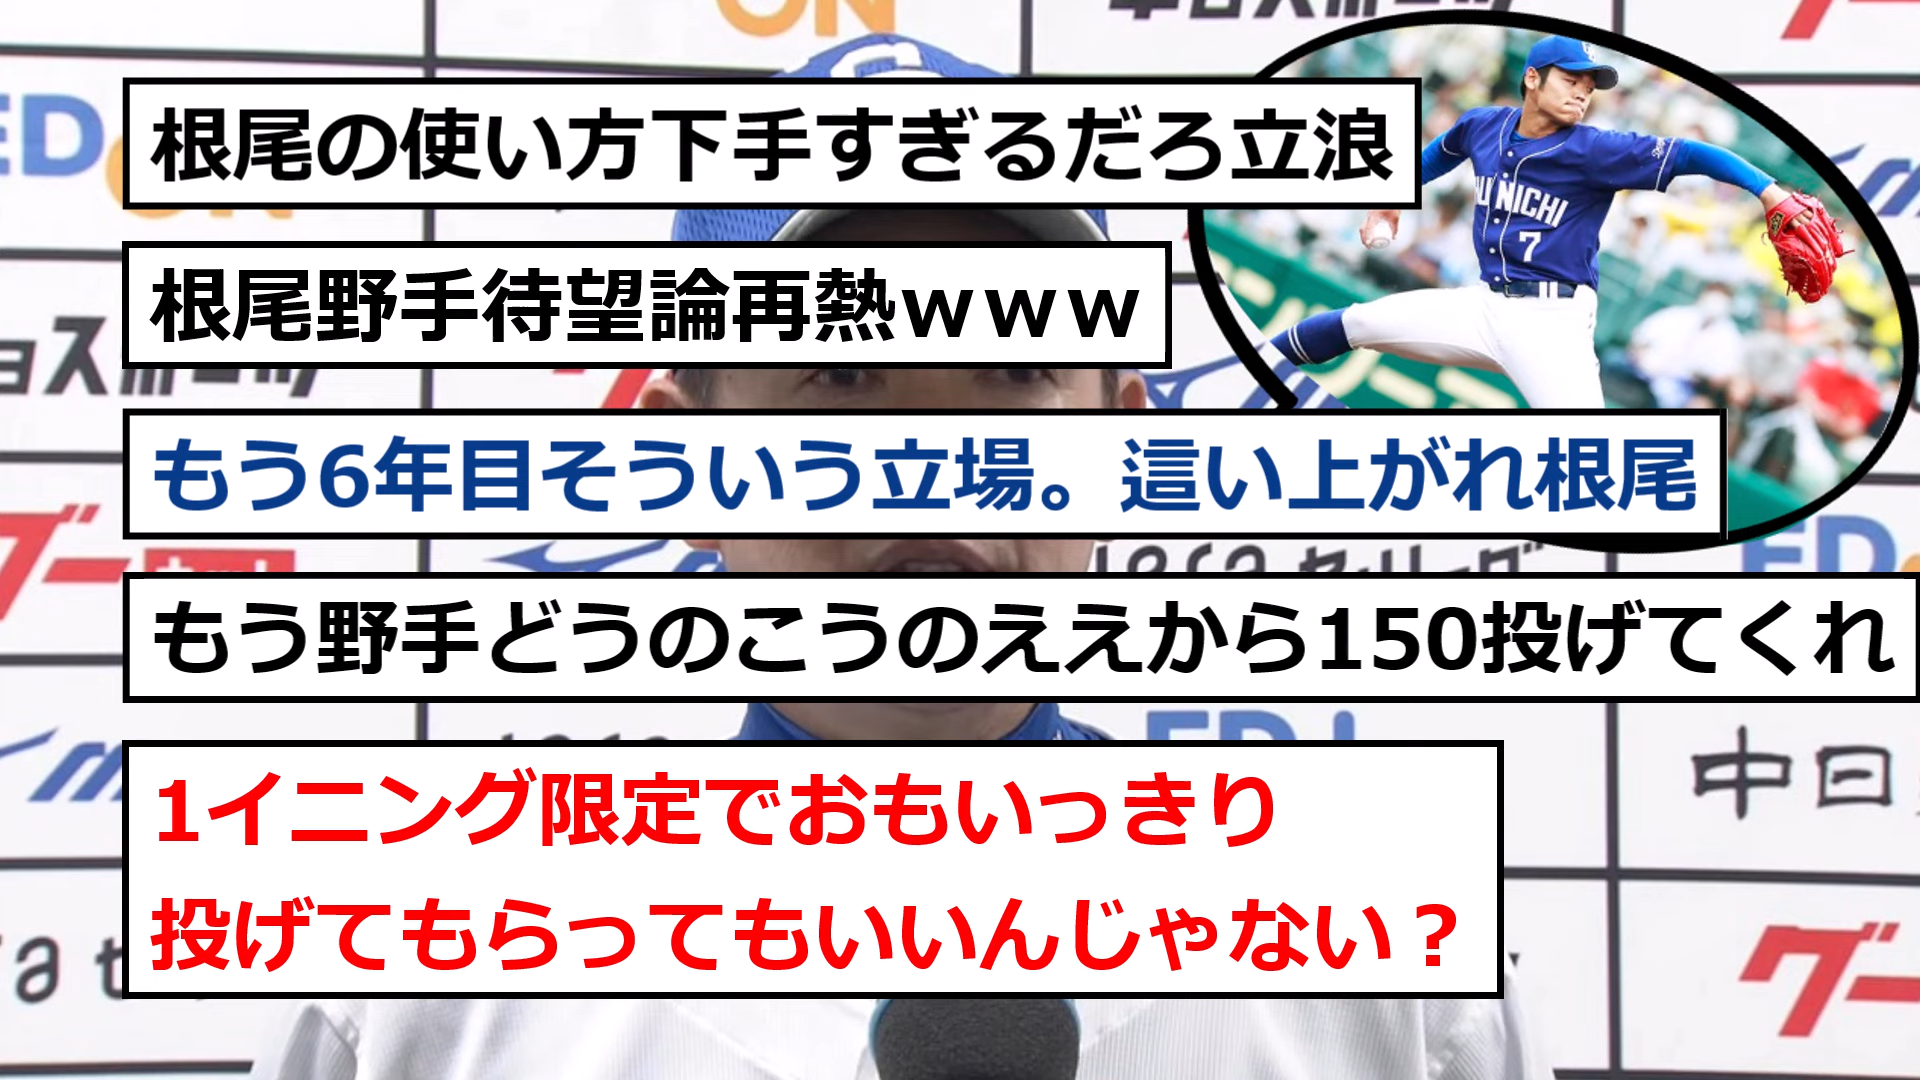 根尾の使い方下手すぎるだろ立浪
根尾野手待望論再熱ｗｗｗ
もう6年目そういう立場。這い上がれ根尾
もう野手どうのこうのええから150投げてくれ
1イニング限定でおもいっきり
投げてもらってもいいんじゃない？
NICHI
7
中日
グー